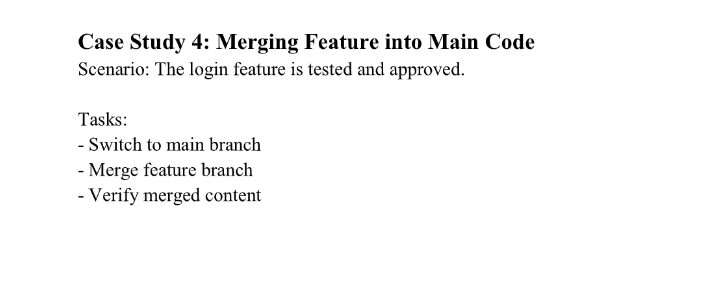 Case Study 4: Merging Feature into Main Code
Scenario: The login feature is tested and approved.
Tasks:
- Switch to main branch
- Merge feature branch
- Verify merged content